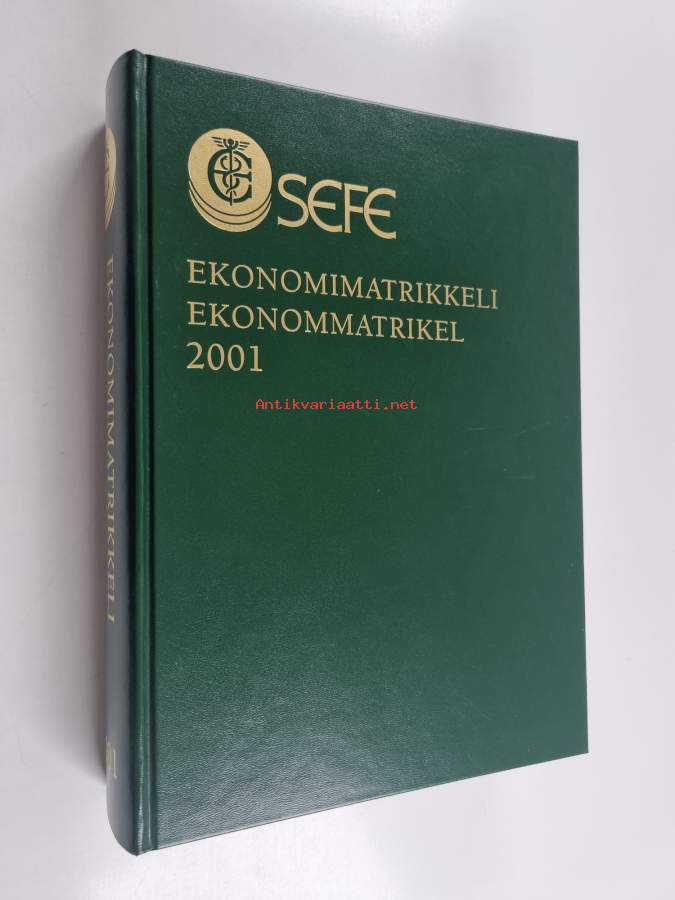 SEFE
EKONOMIMATRIKKELI
EKONOMMATRIKEL
2001
Antikvariaatti.net
EKONOMIMATRIKKELI